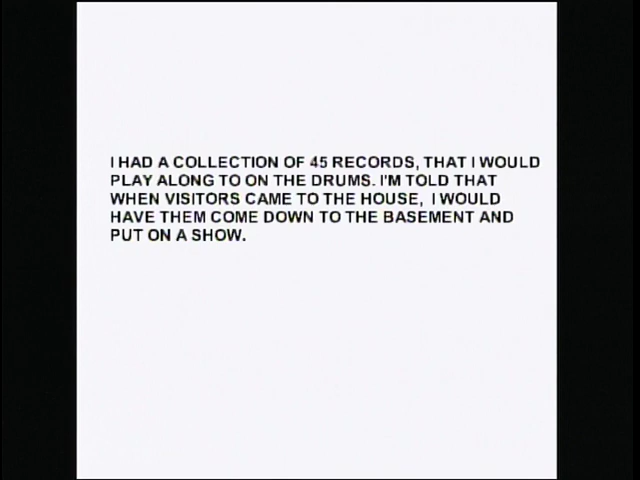 I HAD A COLLECTION OF 45 RECORDS, THAT I WOULD
PLAY ALONG TO ON THE DRUMS. I'M TOLD THAT
WHEN VISITORS CAME TO THE HOUSE, I WOULD
HAVE THEM COME DOWN TO THE BASEMENT AND
PUT ON A SHOW.